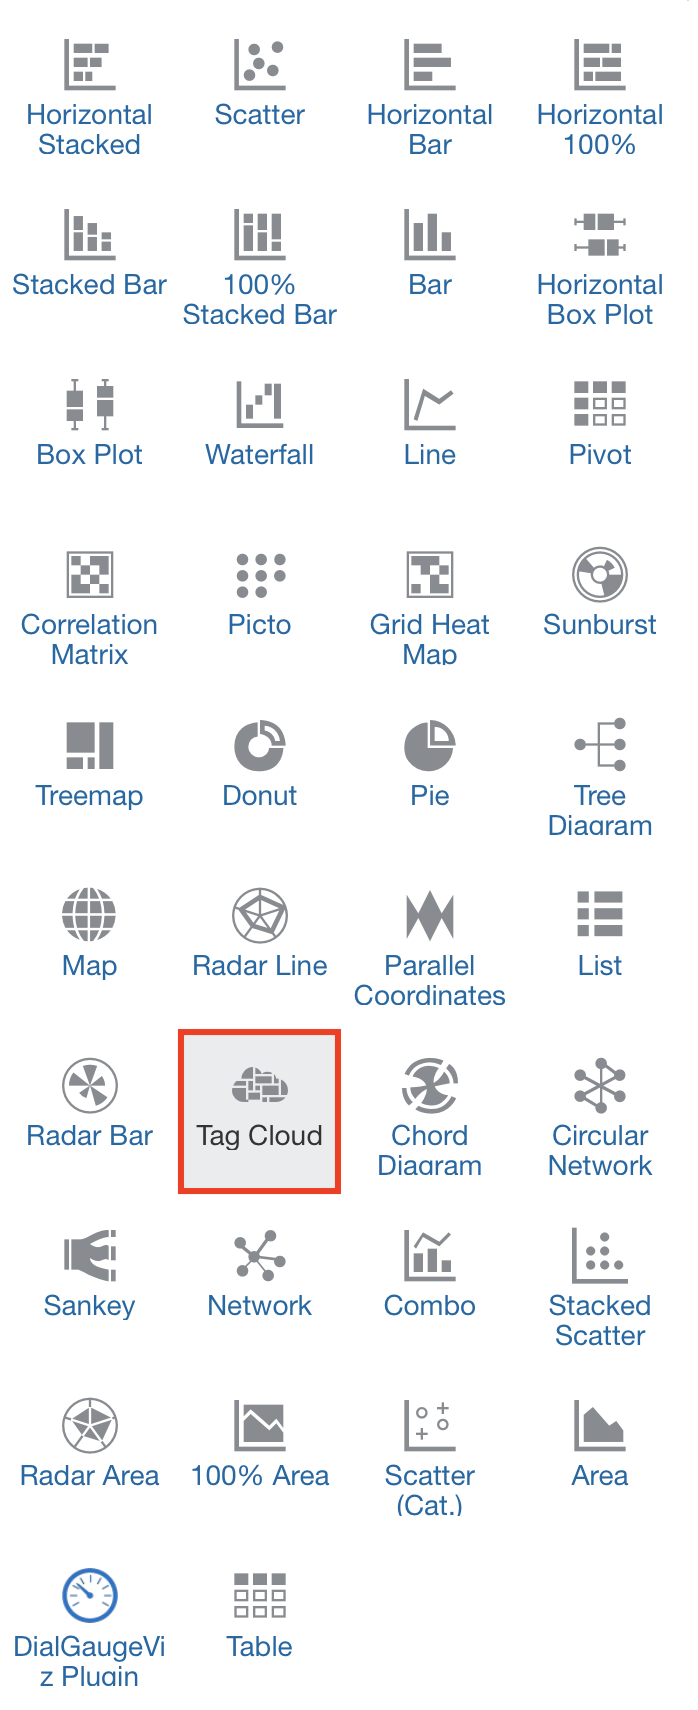 Horizontal
Stacked
Scatter
Horizontal
Bar
Horizontal
100%
Stacked Bar
100%
Stacked Bar
Bar
Horizontal
Box Plot
Box Plot
Waterfall
Line
Pivot
Correlation
Matrix
Picto
Grid Heat
Map
Sunburst
Treemap
Donut
Pie
Tree
Diagram
Map
Radar Line
Parallel
Coordinates
List
Radar Bar
Tag Cloud
Chord
Diagram
Circular
Network
Sankey
Network
Combo
Stacked
Scatter
Radar Area
100% Area
Scatter
(Cat.)
Area
DialGaugeVi
z Plugin
Table